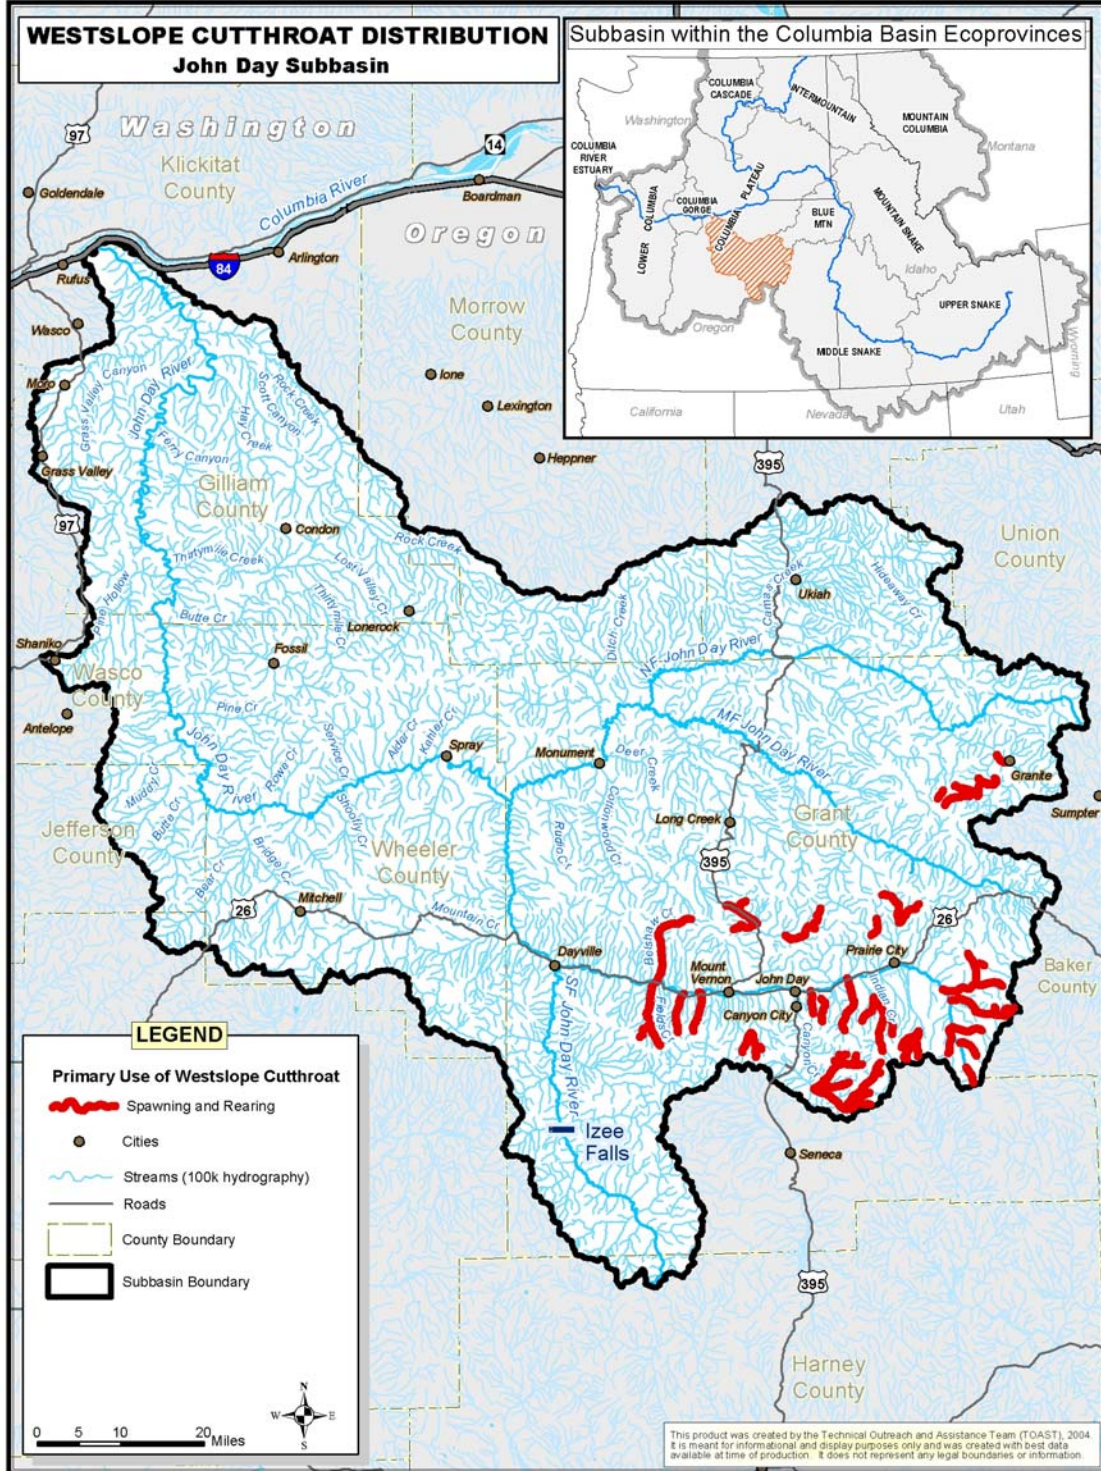 WESTSLOPE CUTTHROAT DISTRIBUTION
John Day Subbasin
Subbasin within the Columbia Basin Ecoprovinces
COLUMBIA
CASCADE
INTERMOUNTAIN
MOUNTAIN
COLUMBIA
Washington
Montana
COLUMBIA
RIVER
ESTUARY
LOWER
COLUMBIA
COLUMBIA
GORGE
COLUMBIA
PLATEAU
BLUE
MTN
MOUNTAIN SNAKE
Idaho
UPPER SNAKE
Oregon
MIDDLE SNAKE
Wyoming
California
Nevada
Utah
Washington
97
14
Klickitat
County
Goldendale
Columbia River
Boardman
Oregon
Arlington
84
Rufus
Wasco
Morrow
County
Moro
Grass Valley Canyon
John Day River
Rock Creek
Scott Canyon
Hay Creek
Ione
Lexington
Ferry Canyon
Grass Valley
Heppner
395
Gilliam
County
97
Condon
Rock Creek
Union
County
Thirtymile Creek
Lost Valley Cr
Pine Hollow
Thirtymile Cr
Camas Creek
Ukiah
Hideaway Cr
Butte Cr
Lonerock
Ditch Creek
Shaniko
Fossil
NF John Day River
Wasco
County
Antelope
Pine Cr
John Day River
Rowe Cr
Service Cr
Alder Cr
Kahler Cr
Spray
Monument
Deer
Creek
MF John Day River
Granite
Muddy Cr
Butte Cr
Shoofly Cr
Cottonwood Cr
Rudio Cr
Long Creek
Grant
County
Sumpter
Jefferson
County
Wheeler
County
395
Bear Cr
Bridge Cr
26
Mitchell
Mountain Cr
Belshaw Cr
26
Dayville
Mount
Vernon
John Day
Prairie City
Baker
County
Fields Cr
Canyon City
Indian Cr
Canyon Cr
SF John Day River
Izee
Falls
Seneca
395
Harney
County
LEGEND
Primary Use of Westslope Cutthroat
Spawning and Rearing
Cities
Streams (100k hydrography)
Roads
County Boundary
Subbasin Boundary
N
W E
S
0 5 10 20
Miles
This product was created by the Technical Outreach and Assistance Team (TOAST), 2004.
It is meant for informational and display purposes only and was created with best data
available at time of production. It does not represent any legal boundaries or information.